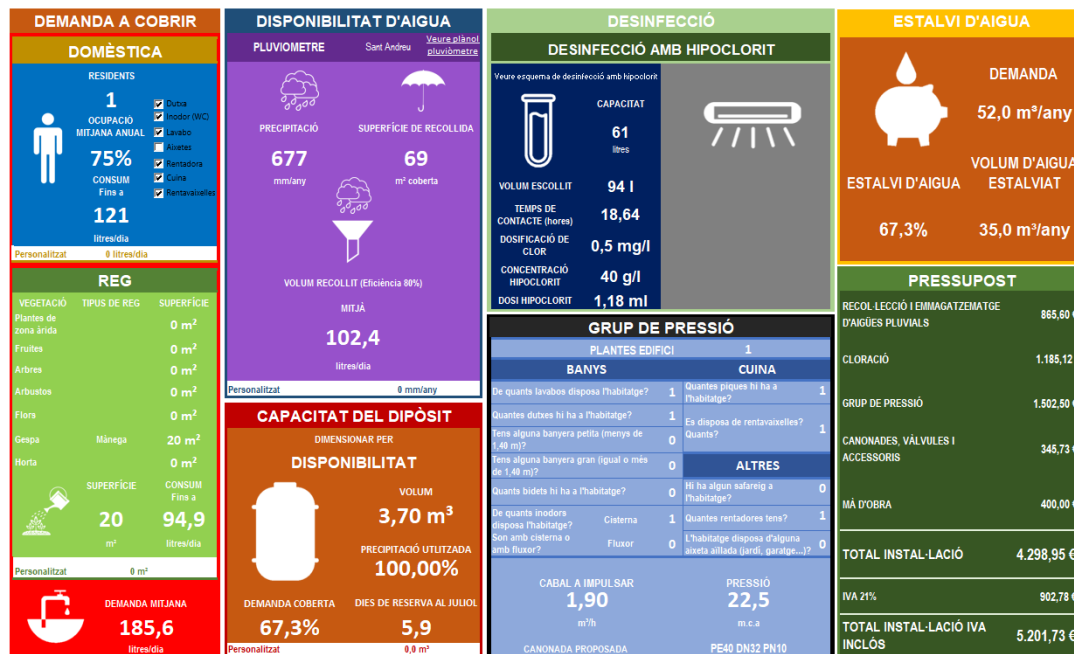 DEMANDA A COBRIR
DOMÈSTICA
RESIDENTS
1
OCUPACIÓ
MITJANA ANUAL
75%
CONSUM
Fins a
121
litres/dia
Dutxa
Inodor (WC)
Lavabo
Aixetes
Rentadora
Cuina
Rentavaixelles
Personalitzat 0 litres/dia
REG
VEGETACIÓ TIPUS DE REG SUPERFÍCIE
Plantes de
zona àrida 0 m²
Fruites 0 m²
Arbres 0 m²
Arbustos 0 m²
Flors 0 m²
Gespa Mànega 20 m²
Horta 0 m²
SUPERFÍCIE CONSUM
Fins a
20 94,9
m² litres/dia
Personalitzat 0 m²
DEMANDA MITJANA
185,6
litres/dia
DISPONIBILITAT D'AIGUA
PLUVIOMETRE Sant Andreu Veure plànol
pluviòmetre
PRECIPITACIÓ SUPERFÍCIE DE RECOLLIDA
677 69
mm/any m² coberta
VOLUM RECOLLIT (Eficiència 80%)
MITJÀ
102,4
litres/dia
Personalitzat 0 mm/any
CAPACITAT DEL DIPÒSIT
DIMENSIONAR PER
DISPONIBILITAT
VOLUM
3,70 m³
PRECIPITACIÓ UTLITZADA
100,00%
DEMANDA COBERTA DIES DE RESERVA AL JULIOL
67,3% 5,9
Personalitzat 0,0 m³
DESINFECCIÓ
DESINFECCIÓ AMB HIPOCLORIT
Veure esquema de desinfecció amb hipoclorit
CAPACITAT
61
litres
VOLUM ESCOLLIT 94 l
TEMPS DE
CONTACTE (hores) 18,64
DOSIFICACIÓ DE
CLOR 0,5 mg/l
CONCENTRACIÓ
HIPOCLORIT 40 g/l
DOSI HIPOCLORIT 1,18 ml
GRUP DE PRESSIÓ
PLANTES EDIFICI 1
BANYS
De quants lavabos disposa l'habitatge? 1
Quantes dutxes hi ha a l'habitatge? 1
Tens alguna banyera petita (menys de
1,40 m)? 0
Tens alguna banyera gran (igual o més
de 1,40 m)? 0
Quants bidets hi ha a l'habitatge? 0
De quants inodors
disposa l'habitatge?
Son amb cisterna o
amb fluxor?
Cisterna 1
Fluxor 0
CUINA
Quantes piques hi ha a
l'habitatge? 1
Es disposa de rentavaixelles?
Quants? 1
ALTRES
Hi ha algun safareig a
l'habitatge? 0
Quantes rentadores tens? 1
L'habitatge disposa d'alguna
aixeta aïllada (jardí, garatge...)? 0
CABAL A IMPULSAR PRESSIÓ
1,90 22,5
m³/h m.c.a
CANONADA PROPOSADA PE40 DN32 PN10
ESTALVI D'AIGUA
DEMANDA
52,0 m³/any
ESTALVI D'AIGUA
VOLUM D'AIGUA
ESTALVIAT
67,3% 35,0 m³/any
PRESSUPOST
RECOL·LECCIÓ I EMMAGATZEMATGE
D'AIGÜES PLUVIALS 865,60 €
CLORACIÓ 1.185,12
GRUP DE PRESSIÓ 1.502,50 €
CANONADES, VÀLVULES I
ACCESSORIS 345,73 €
MÀ D'OBRA 400,00 €
TOTAL INSTAL·LACIÓ 4.298,95 €
IVA 21% 902,78 €
TOTAL INSTAL·LACIÓ IVA
INCLÒS 5.201,73 €